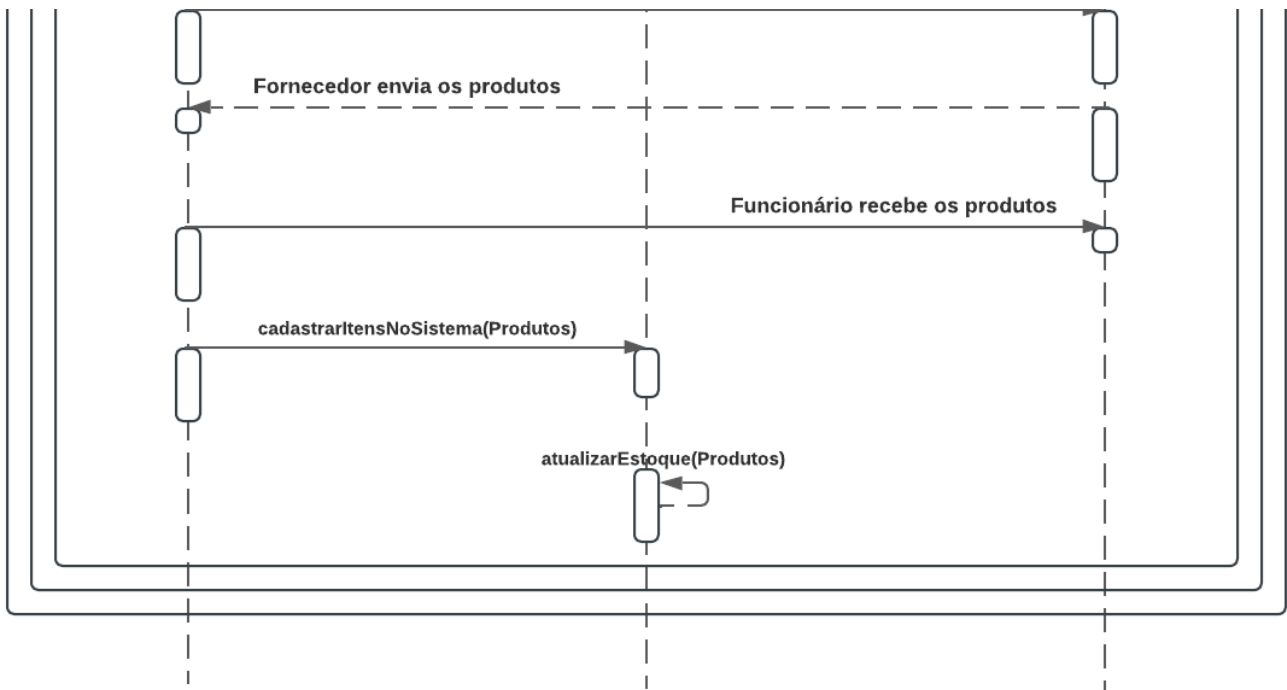 Fornecedor envia os produtos
Funcionário recebe os produtos
cadastrarItensNoSistema(Produtos)
atualizarEstoque(Produtos)